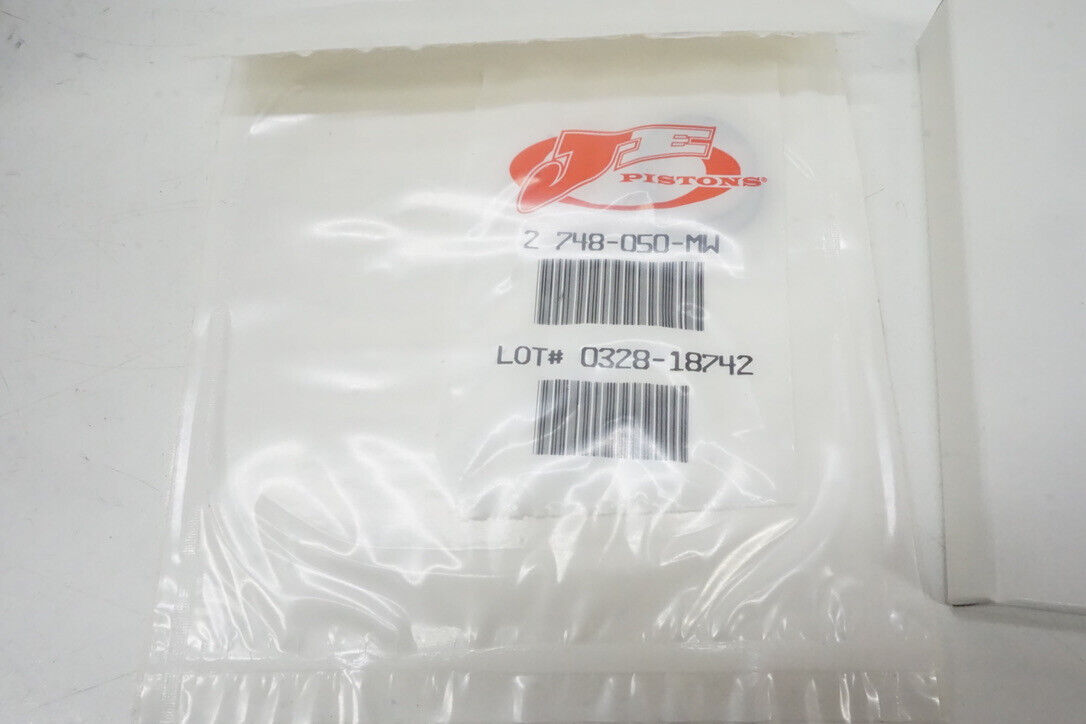 JE
PISTONS®
2 748-050-MW
LOT# 0328-18742